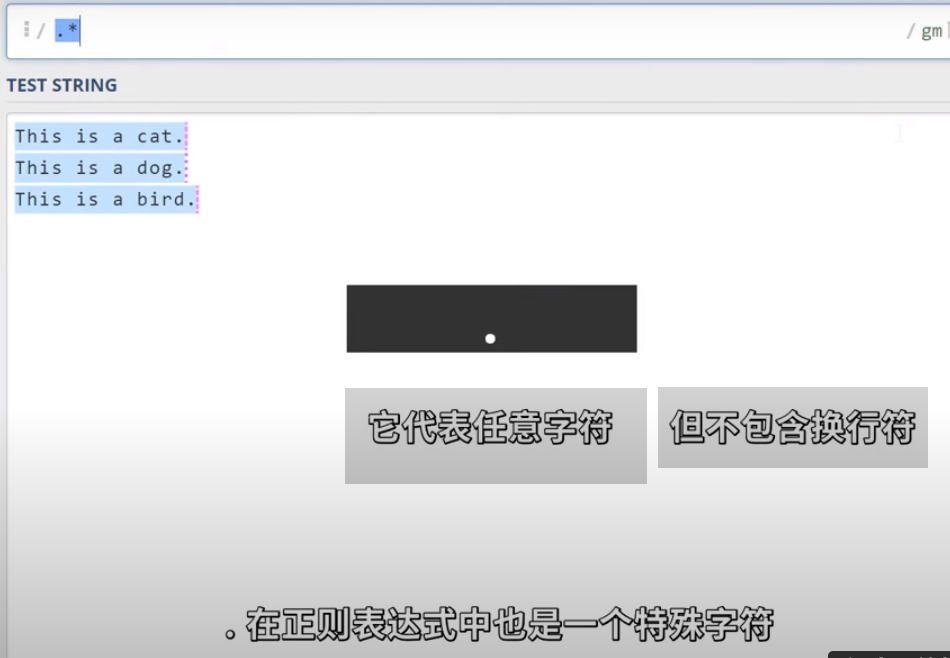 / .* / gm
TEST STRING
This is a cat.
This is a dog.
This is a bird.
.
它代表任意字符 但不包含换行符
.在正则表达式中也是一个特殊字符